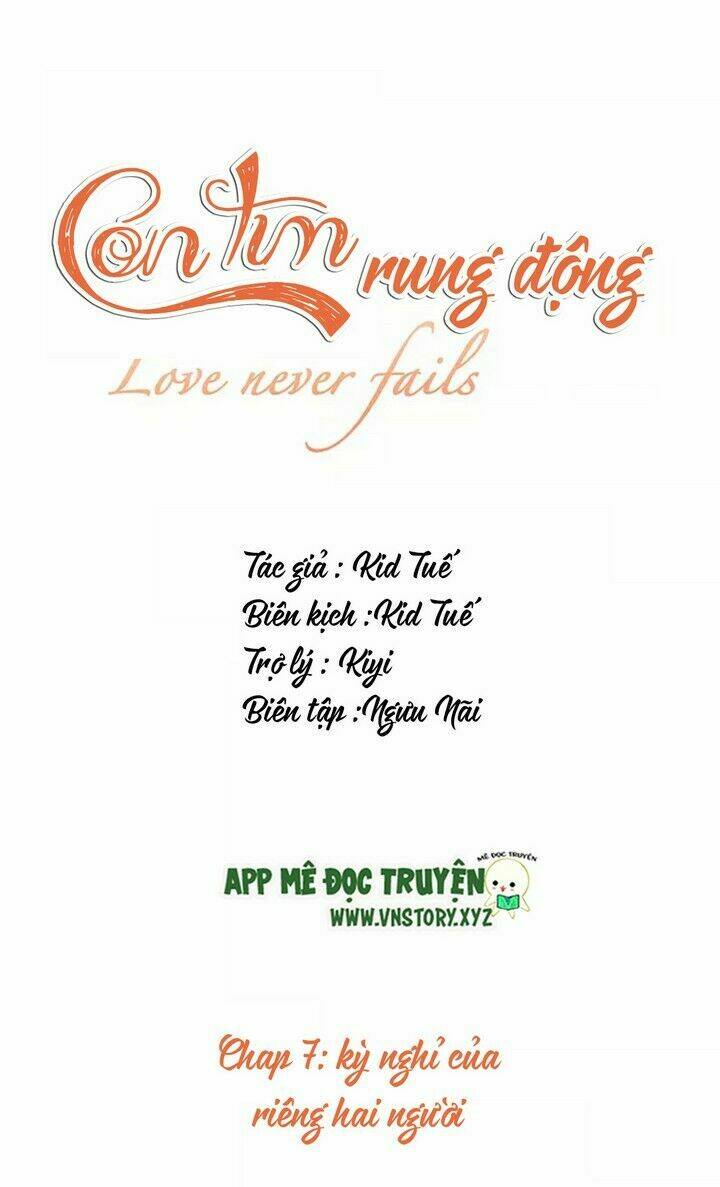 Con tim rung động
Love never fails
Tác giả : Kid Tuế
Biên kịch :Kid Tuế
Trợ lý : Kiyi
Biên tập :Ngưu Nãi
MÊ ĐỌC TRUYỆN
APP MÊ ĐỌC TRUYỆN
WWW.VNSTORY.XYZ
Chap 7: kỳ nghỉ của
riêng hai người